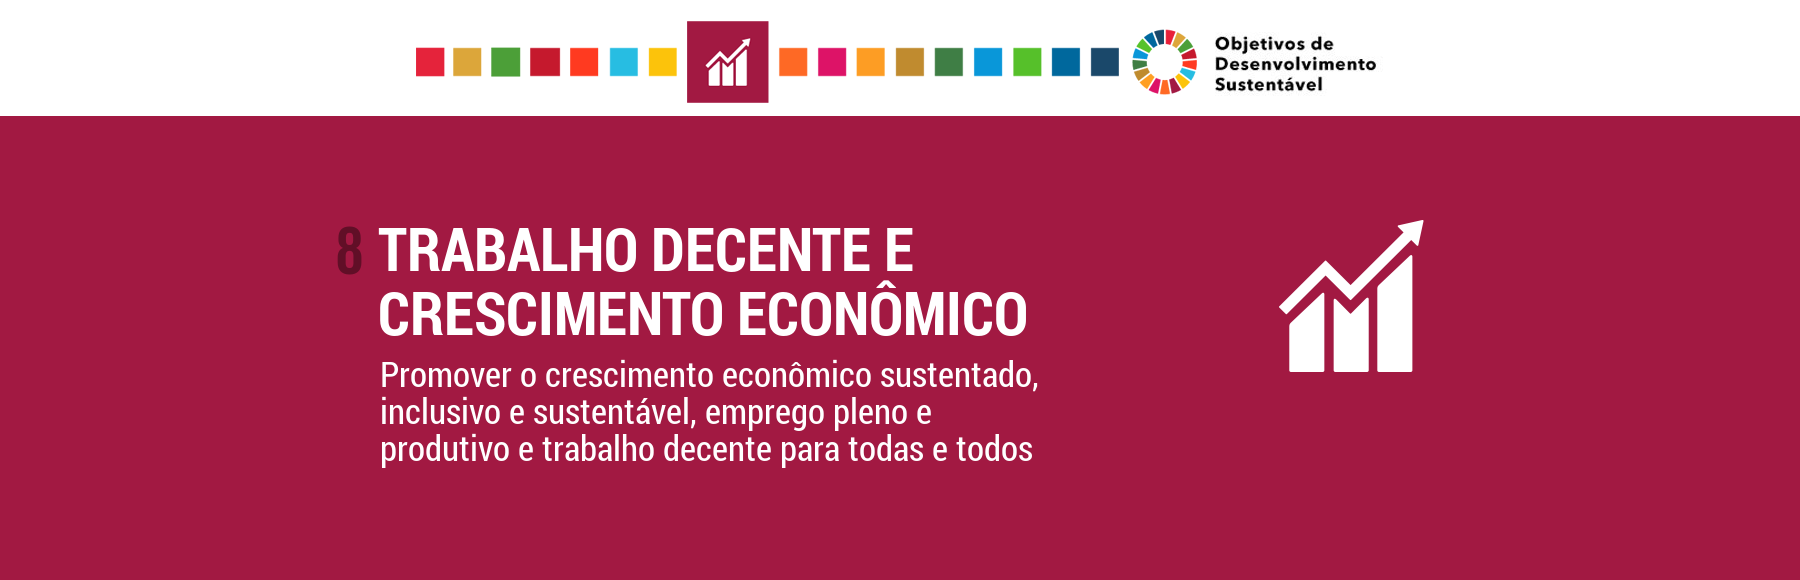 Objetivos de
Desenvolvimento
Sustentável
8 TRABALHO DECENTE E
CRESCIMENTO ECONÔMICO
Promover o crescimento econômico sustentado,
inclusivo e sustentável, emprego pleno e
produtivo e trabalho decente para todas e todos